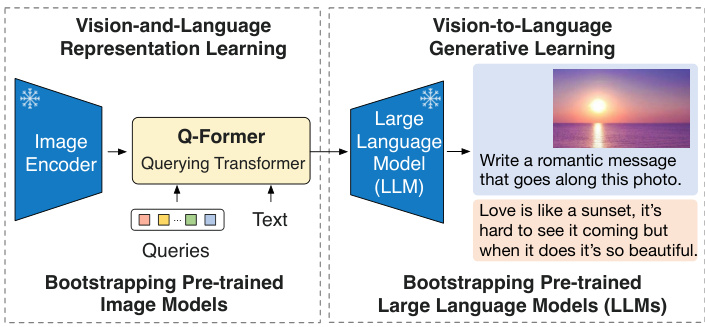 Vision-and-Language
Representation Learning
Image
Encoder
Q-Former
Querying Transformer
...
Queries
Text
Bootstrapping Pre-trained
Image Models
Vision-to-Language
Generative Learning
Large
Language
Model
(LLM)
Write a romantic message
that goes along this photo.
Love is like a sunset, it's
hard to see it coming but
when it does it's so beautiful.
Bootstrapping Pre-trained
Large Language Models (LLMs)